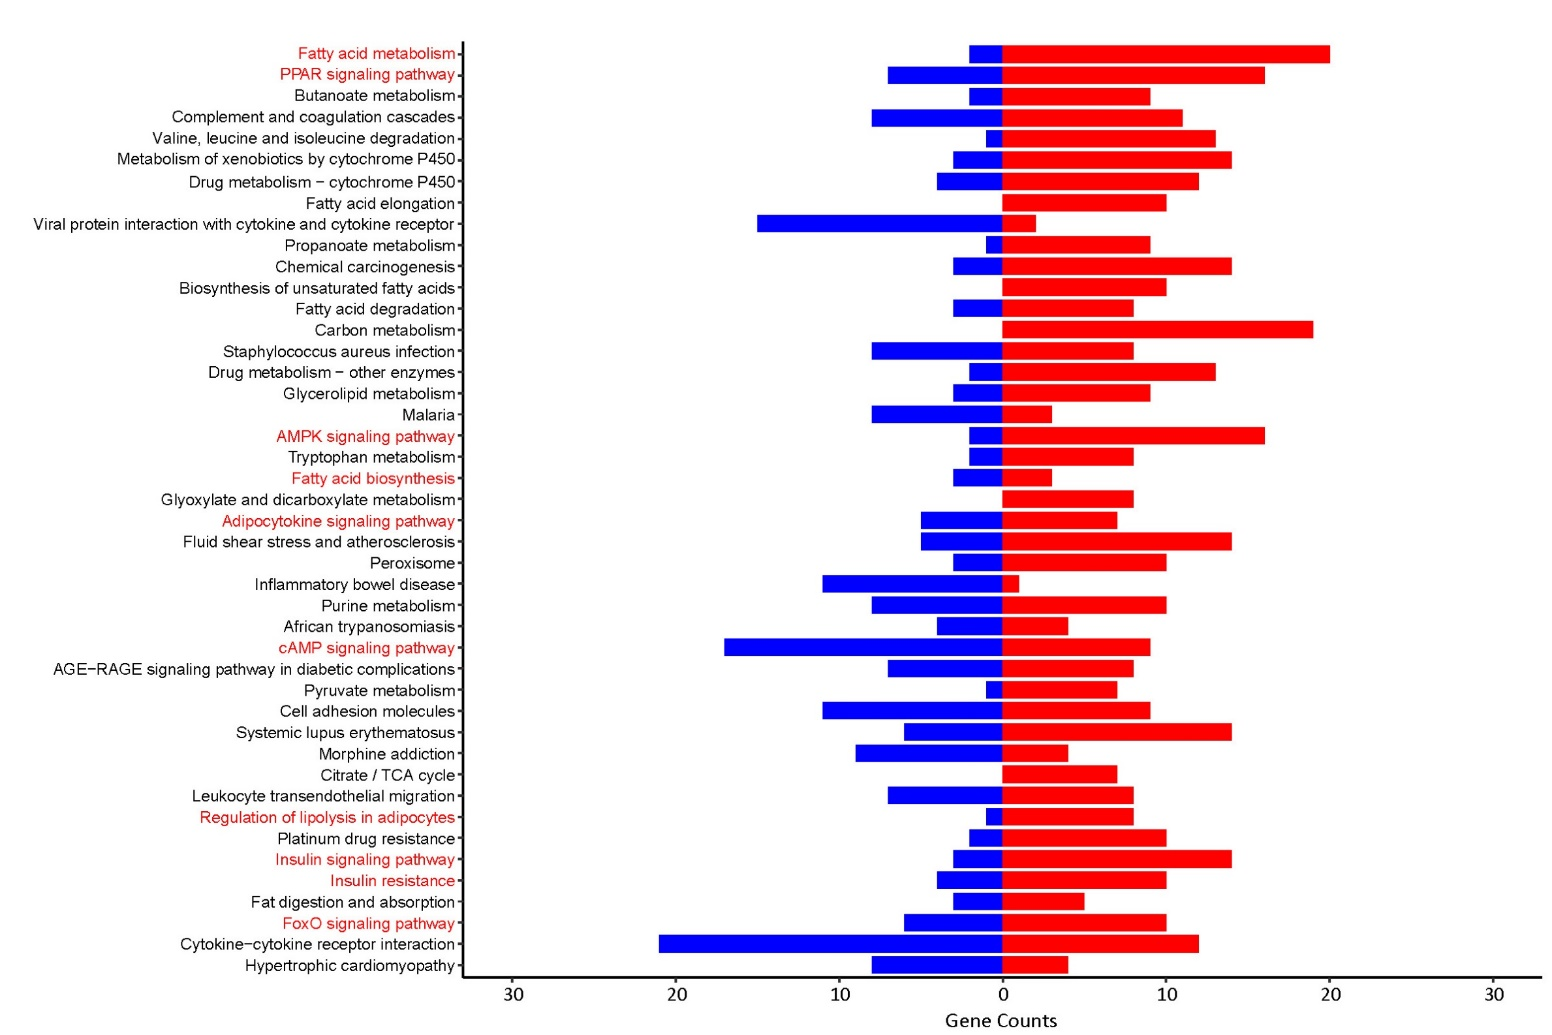 Fatty acid metabolism
PPAR signaling pathway
Butanoate metabolism
Complement and coagulation cascades
Valine, leucine and isoleucine degradation
Metabolism of xenobiotics by cytochrome P450
Drug metabolism − cytochrome P450
Fatty acid elongation
Viral protein interaction with cytokine and cytokine receptor
Propanoate metabolism
Chemical carcinogenesis
Biosynthesis of unsaturated fatty acids
Fatty acid degradation
Carbon metabolism
Staphylococcus aureus infection
Drug metabolism − other enzymes
Glycerolipid metabolism
Malaria
AMPK signaling pathway
Tryptophan metabolism
Fatty acid biosynthesis
Glyoxylate and dicarboxylate metabolism
Adipocytokine signaling pathway
Fluid shear stress and atherosclerosis
Peroxisome
Inflammatory bowel disease
Purine metabolism
African trypanosomiasis
cAMP signaling pathway
AGE−RAGE signaling pathway in diabetic complications
Pyruvate metabolism
Cell adhesion molecules
Systemic lupus erythematosus
Morphine addiction
Citrate / TCA cycle
Leukocyte transendothelial migration
Regulation of lipolysis in adipocytes
Platinum drug resistance
Insulin signaling pathway
Insulin resistance
Fat digestion and absorption
FoxO signaling pathway
Cytokine−cytokine receptor interaction
Hypertrophic cardiomyopathy
30 20 10 0 10 20 30
Gene Counts